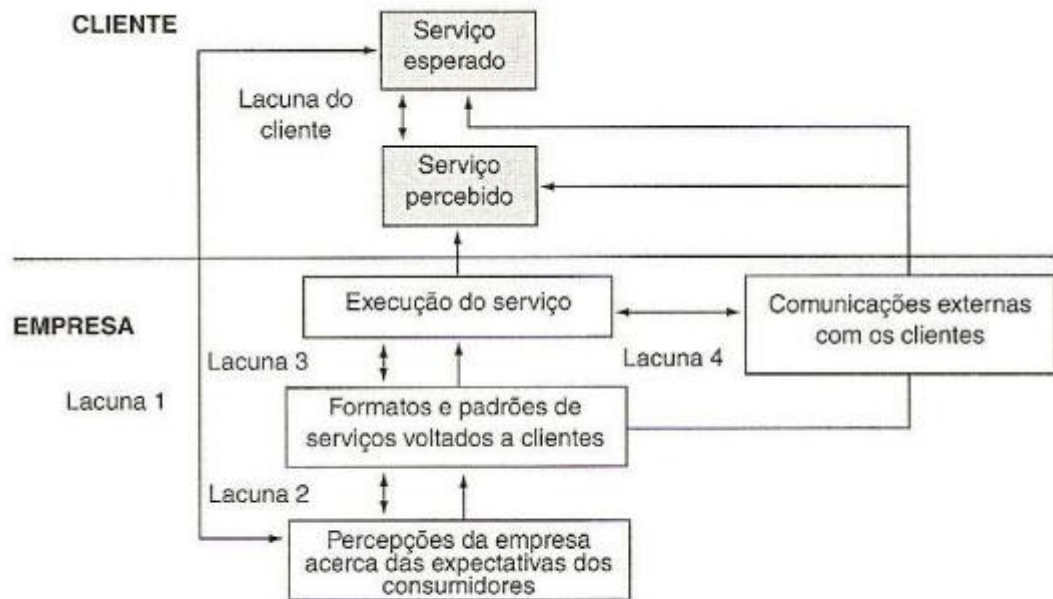 CLIENTE
Serviço
esperado
Lacuna do
cliente
Serviço
percebido
Execução do serviço
Comunicações externas
com os clientes
EMPRESA
Lacuna 3
Lacuna 4
Lacuna 1
Formatos e padrões de
serviços voltados a clientes
Lacuna 2
Percepções da empresa
acerca das expectativas dos
consumidores